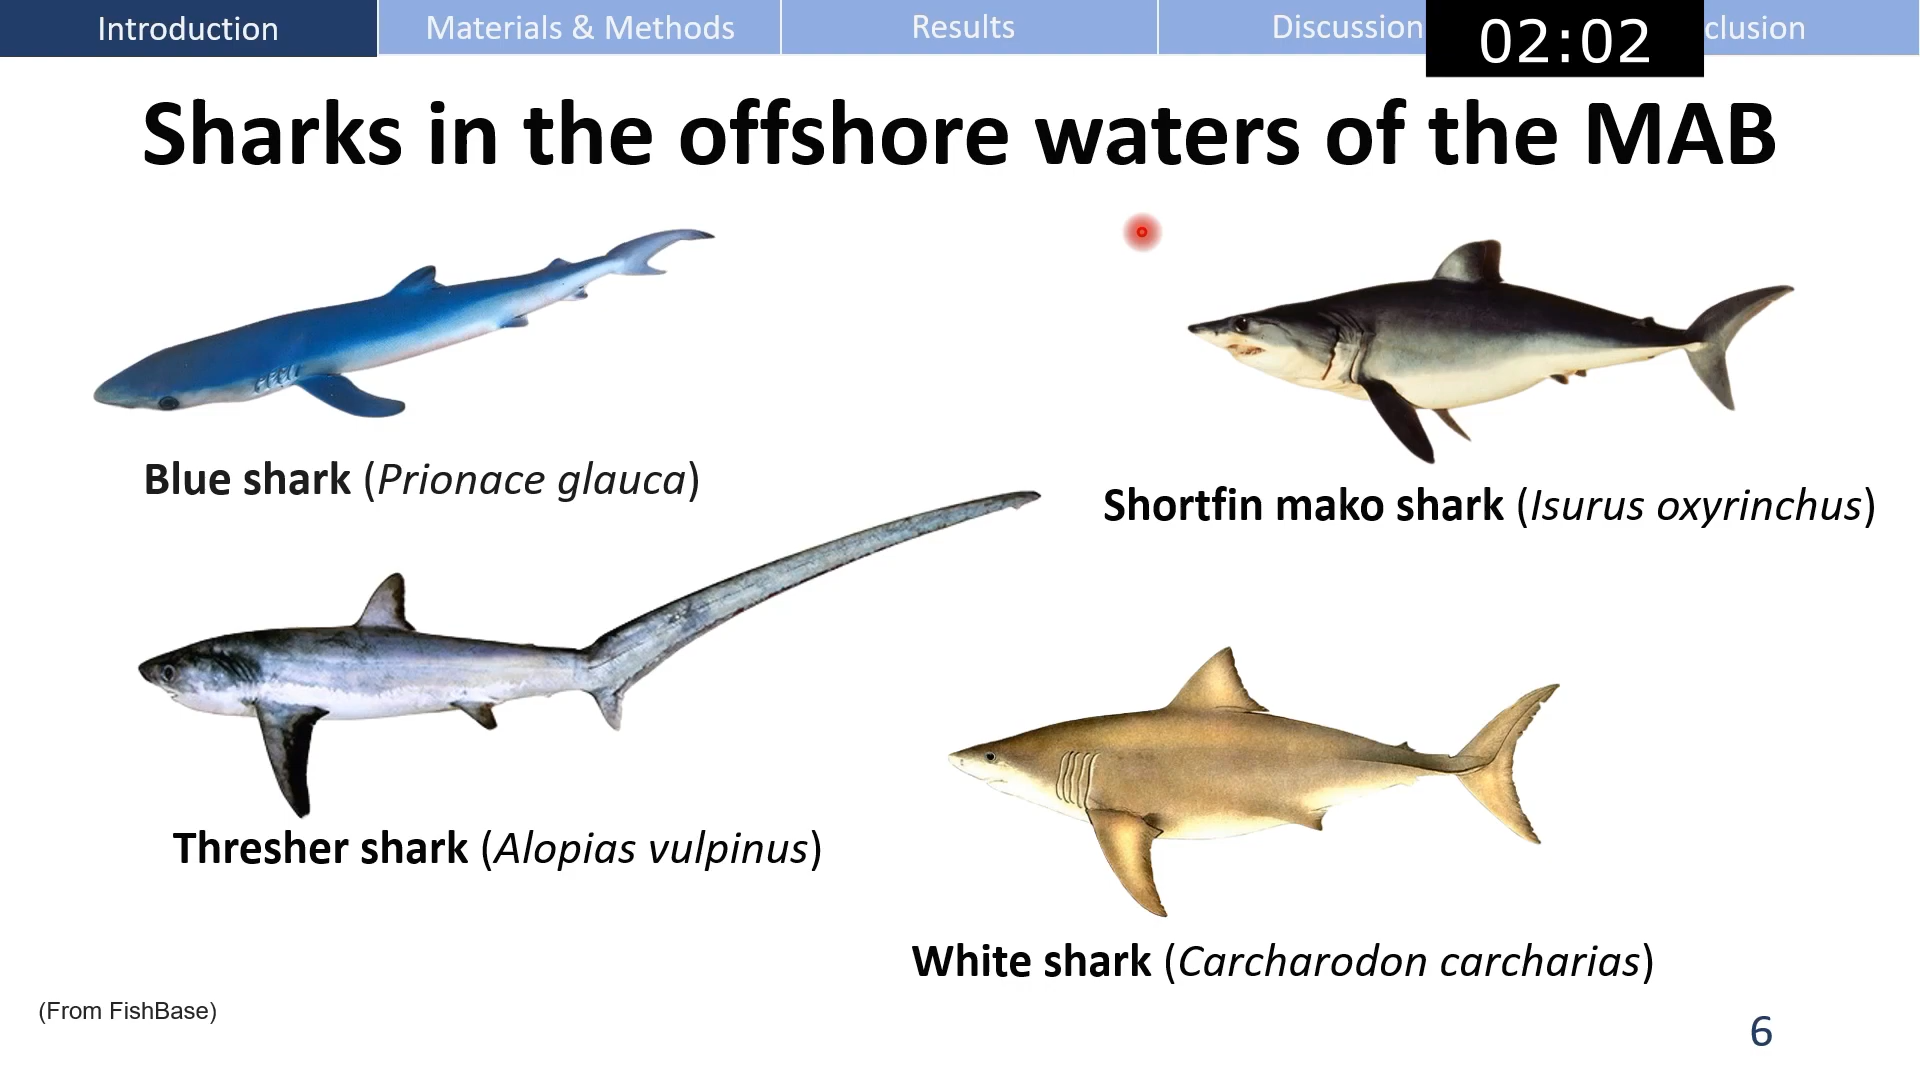 Introduction
Materials & Methods
Results
Discussion
02:02
clusion
Sharks in the offshore waters of the MAB
Blue shark (Prionace glauca)
Shortfin mako shark (Isurus oxyrinchus)
Thresher shark (Alopias vulpinus)
White shark (Carcharodon carcharias)
(From FishBase)
6